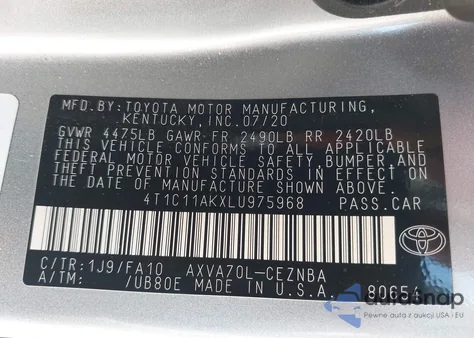 MFD.BY: TOYOTA MOTOR MANUFACTURING,
KENTUCKY, INC. 07/20
GVWR 4475LB GAWR FR 2490LB RR 2420LB
THIS VEHICLE CONFORMS TO ALL APPLICABLE
FEDERAL MOTOR VEHICLE SAFETY, BUMPER, AND
THEFT PREVENTION STANDARDS IN EFFECT ON
THE DATE OF MANUFACTURE SHOWN ABOVE.
4T1C11AKXLU975968 PASS.CAR
C/TR: 1J9/FA10 AXVA70L-CEZNBA
A/TM: /UB80E MADE IN U.S.A. 80654
TOYOTA
autosnap
Pewne auta z aukcji USA i EU